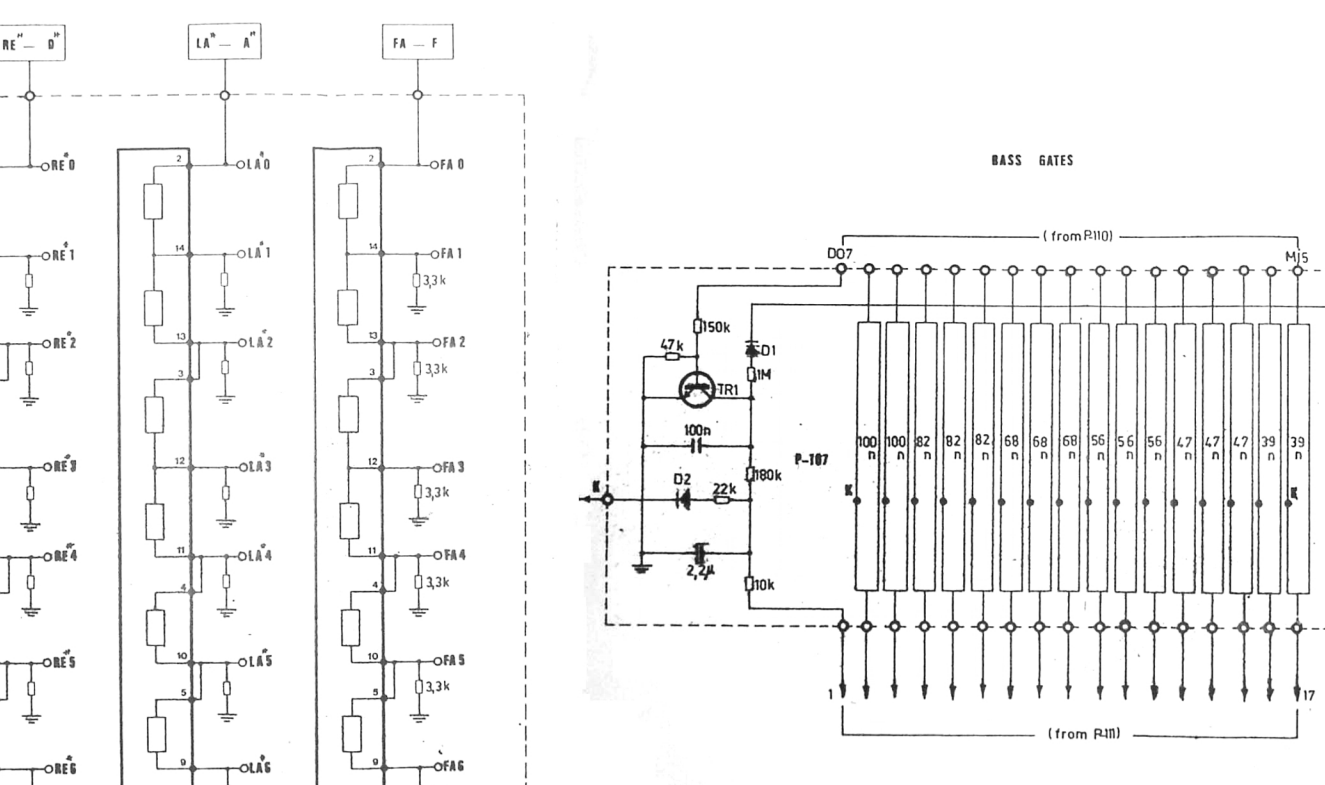 RE" — D"
LA" — A"
FA — F
2
RE"0
LA"0
2
FA 0
14
RE"1
LA"1
14
FA 1
3,3k
13
RE"2
LA"2
13
FA 2
3
3
3,3k
12
RE"3
LA"3
12
FA 3
3,3k
11
RE"4
LA"4
11
FA 4
4
4
3,3k
10
RE"5
LA"5
10
FA 5
5
5
3,3k
9
RE"6
LA"6
9
FA6
BASS GATES
(from P-110)
DO7
Mi5
150k
47k
D1
1M
TR1
100n
P-107
180k
K
D2
22k
2,2µ
10k
100 n
100 n
82 n
82 n
82 n
68 n
68 n
68 n
56 n
56 n
56 n
47 n
47 n
47 n
39 n
39 n
K
K
1
17
(from P-111)